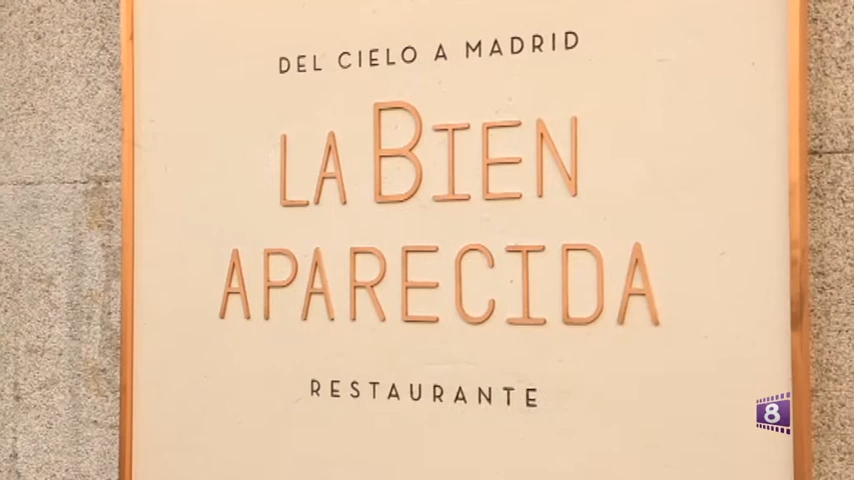 DEL CIELO A MADRID
LA BIEN
APARECIDA
RESTAURANTE
8